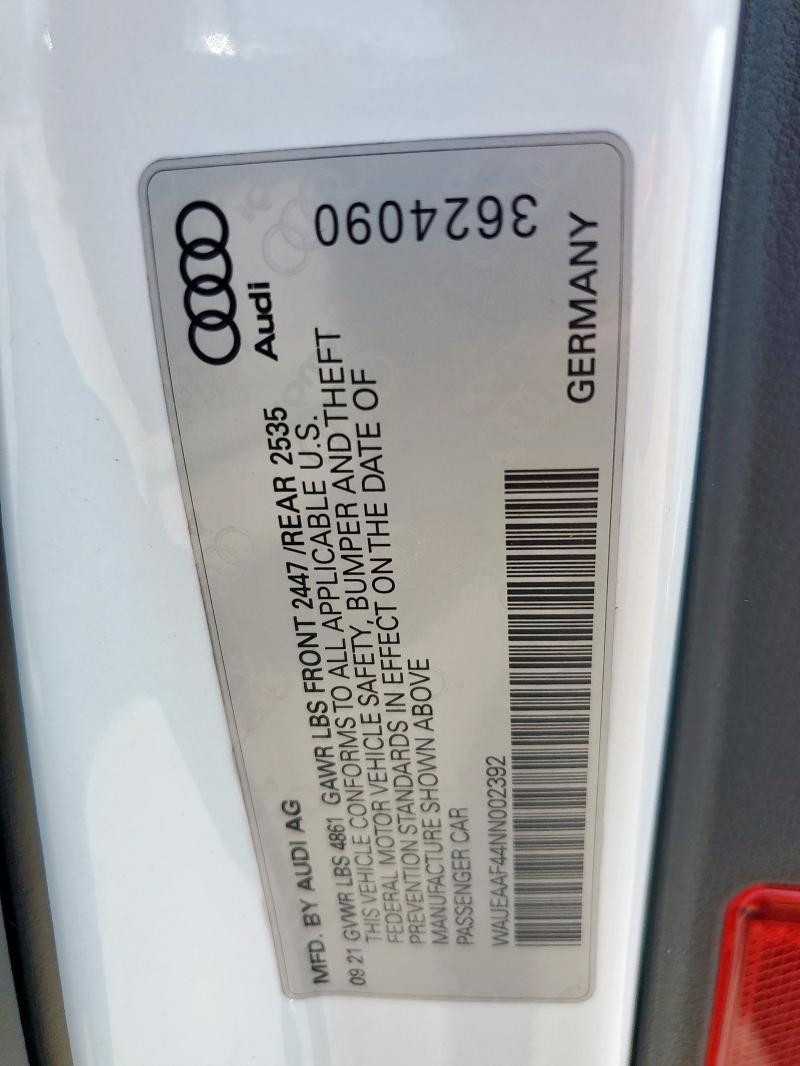 Audi
3624090
MFD. BY AUDI AG
09 21 GVWR LBS 4861 GAWR LBS FRONT 2447 /REAR 2535
THIS VEHICLE CONFORMS TO ALL APPLICABLE U.S.
FEDERAL MOTOR VEHICLE SAFETY, BUMPER AND THEFT
PREVENTION STANDARDS IN EFFECT ON THE DATE OF
MANUFACTURE SHOWN ABOVE
PASSENGER CAR
WAUEAAF44NN002392
GERMANY